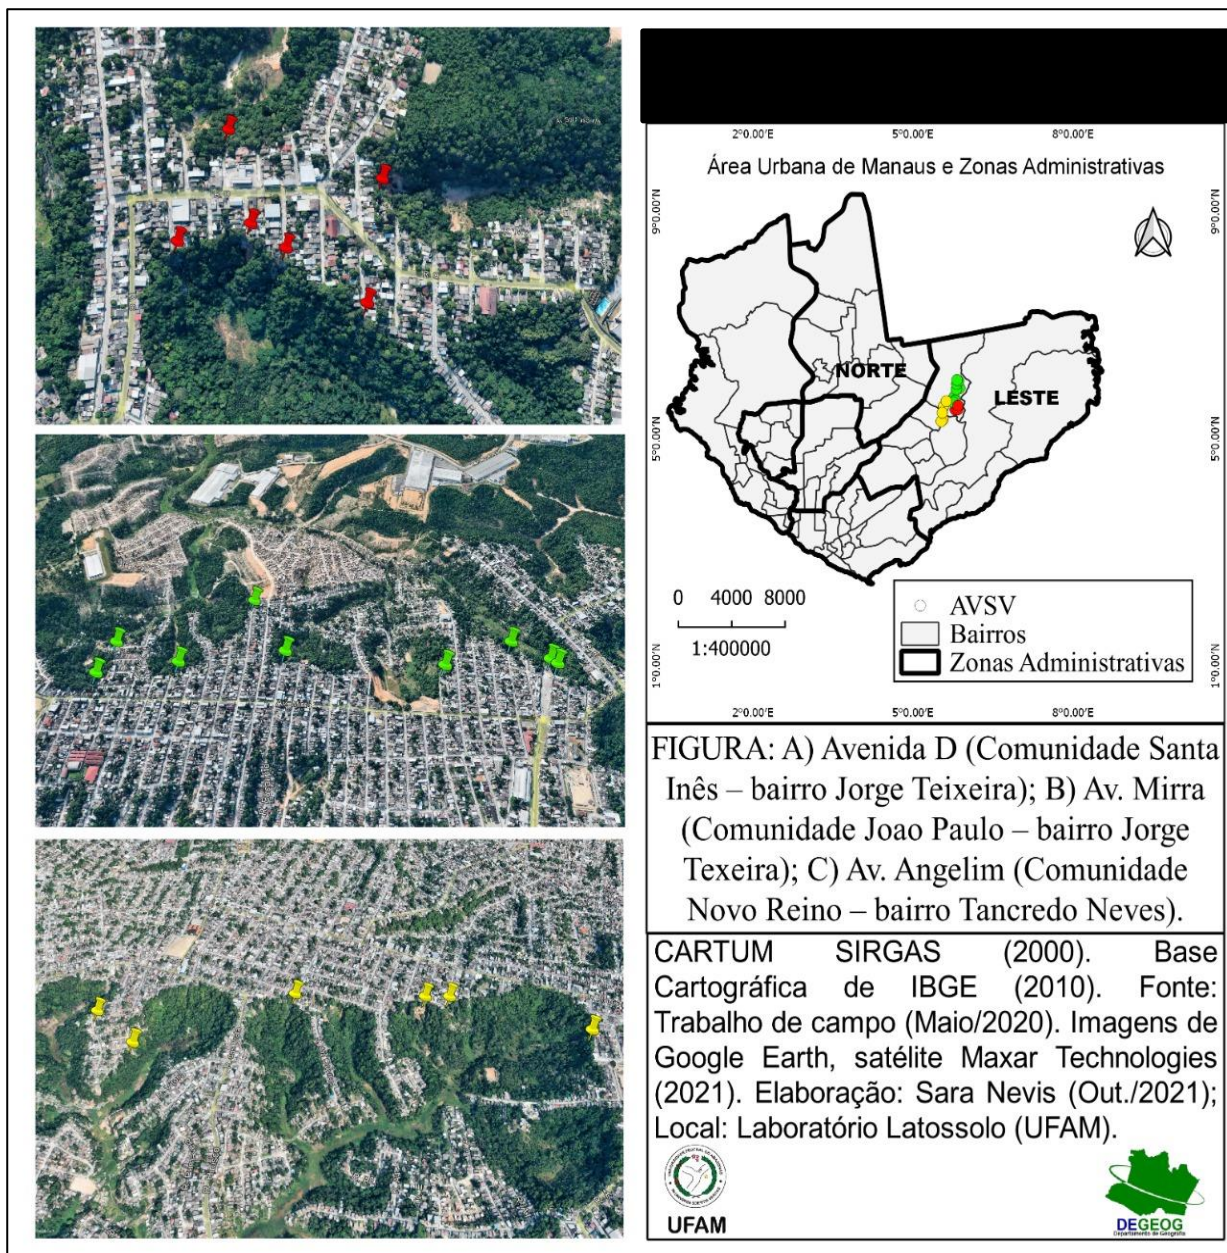 2°0.00'E 5°0.00'E 8°0.00'E
Área Urbana de Manaus e Zonas Administrativas
9°0.00'N 9°0.00'N
NORTE
LESTE
5°0.00'N 5°0.00'N
0 4000 8000
1:400000
AVSV
Bairros
Zonas Administrativas
1°0.00'N 1°0.00'N
2°0.00'E 5°0.00'E 8°0.00'E
FIGURA: A) Avenida D (Comunidade Santa
Inês – bairro Jorge Teixeira); B) Av. Mirra
(Comunidade Joao Paulo – bairro Jorge
Texeira); C) Av. Angelim (Comunidade
Novo Reino – bairro Tancredo Neves).
CARTUM SIRGAS (2000). Base
Cartográfica de IBGE (2010). Fonte:
Trabalho de campo (Maio/2020). Imagens de
Google Earth, satélite Maxar Technologies
(2021). Elaboração: Sara Nevis (Out./2021);
Local: Laboratório Latossolo (UFAM).
UFAM
DEGEOG
Departamento de Geografia